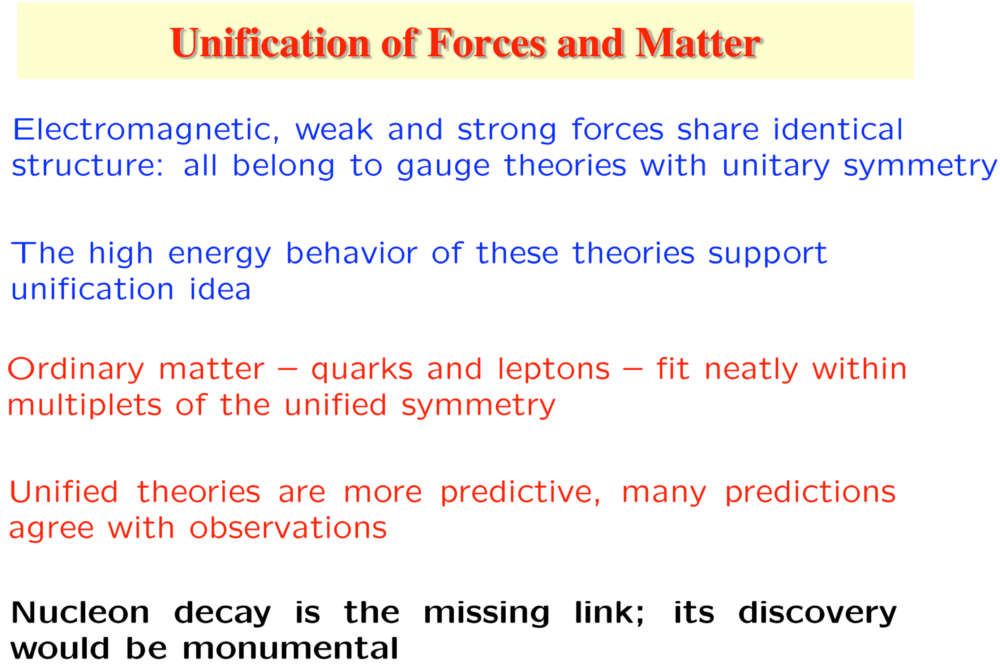 Unification of Forces and Matter
Electromagnetic, weak and strong forces share identical
structure: all belong to gauge theories with unitary symmetry
The high energy behavior of these theories support
unification idea
Ordinary matter – quarks and leptons – fit neatly within
multiplets of the unified symmetry
Unified theories are more predictive, many predictions
agree with observations
Nucleon decay is the missing link; its discovery
would be monumental